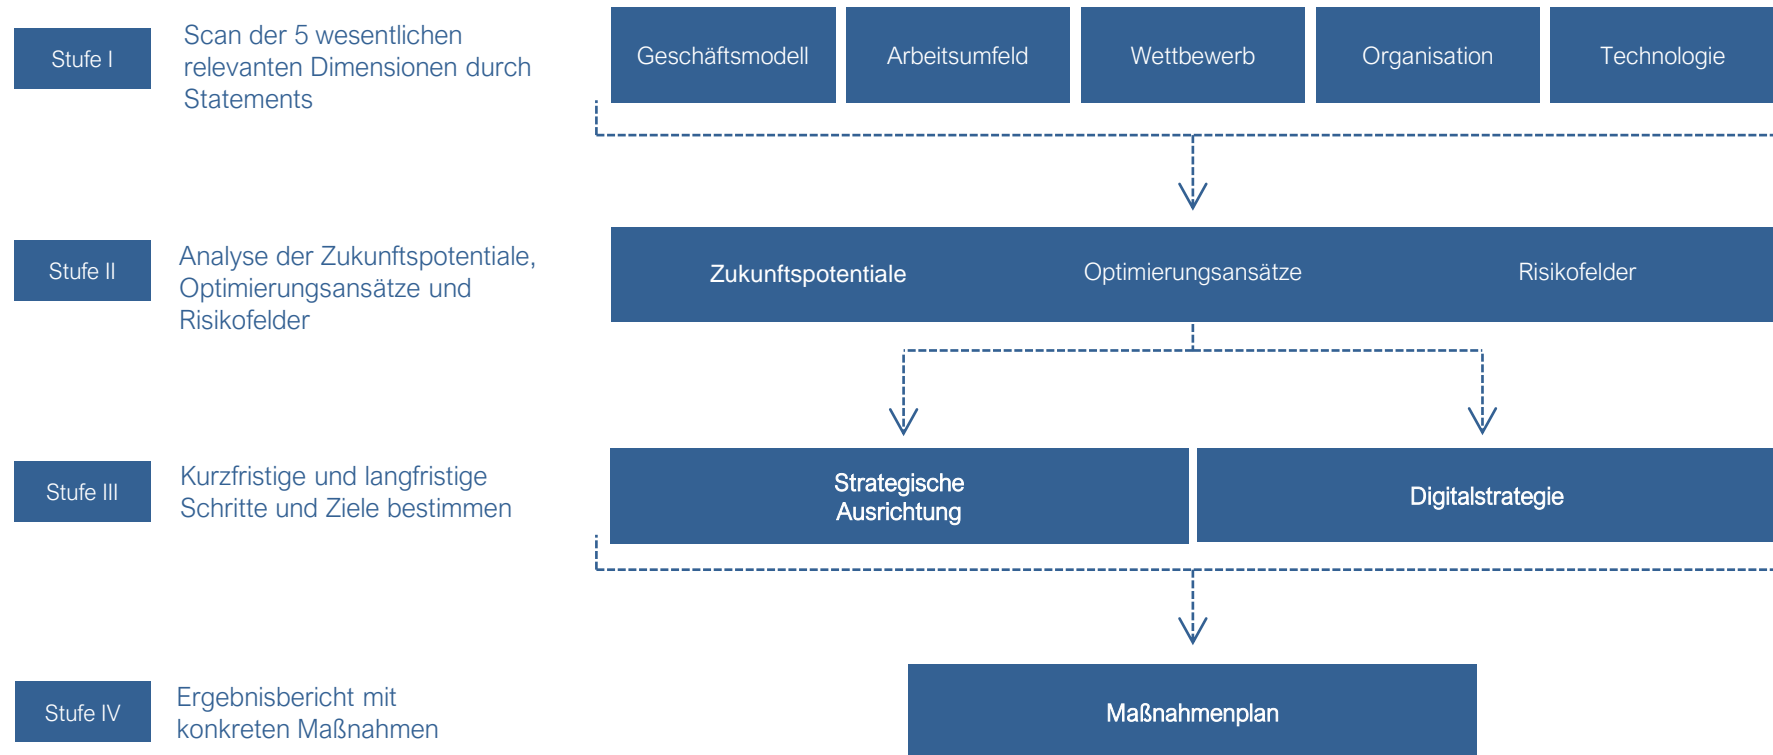 Stufe I
Scan der 5 wesentlichen
relevanten Dimensionen durch
Statements
Geschäftsmodell
Arbeitsumfeld
Wettbewerb
Organisation
Technologie
Stufe II
Analyse der Zukunftspotentiale,
Optimierungsansätze und
Risikofelder
Zukunftspotentiale
Optimierungsansätze
Risikofelder
Stufe III
Kurzfristige und langfristige
Schritte und Ziele bestimmen
Strategische
Ausrichtung
Digitalstrategie
Stufe IV
Ergebnisbericht mit
konkreten Maßnahmen
Maßnahmenplan